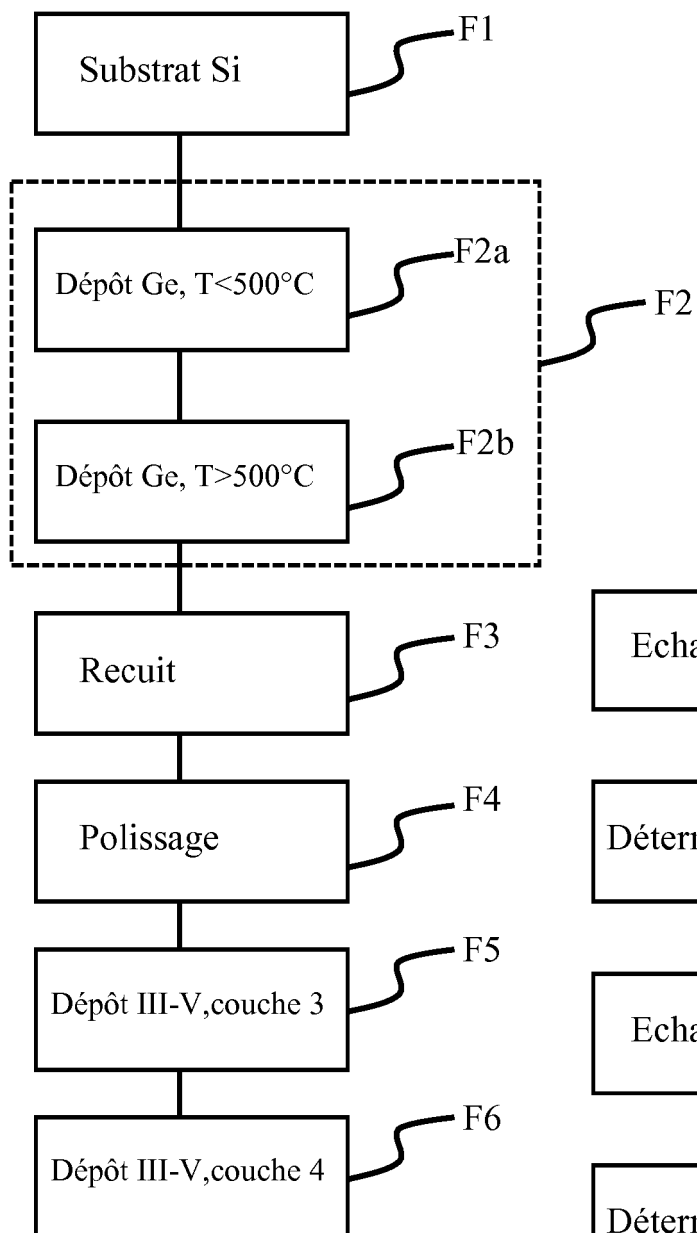 F1
Substrat Si
F2a
Dépôt Ge, T<500°C
F2
F2b
Dépôt Ge, T>500°C
F3
Recuit
F4
Polissage
F5
Dépôt III-V,couche 3
F6
Dépôt III-V,couche 4